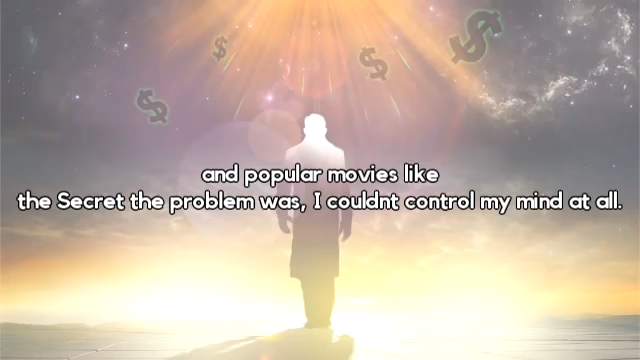 and popular movies like
the Secret the problem was, I couldnt control my mind at all.